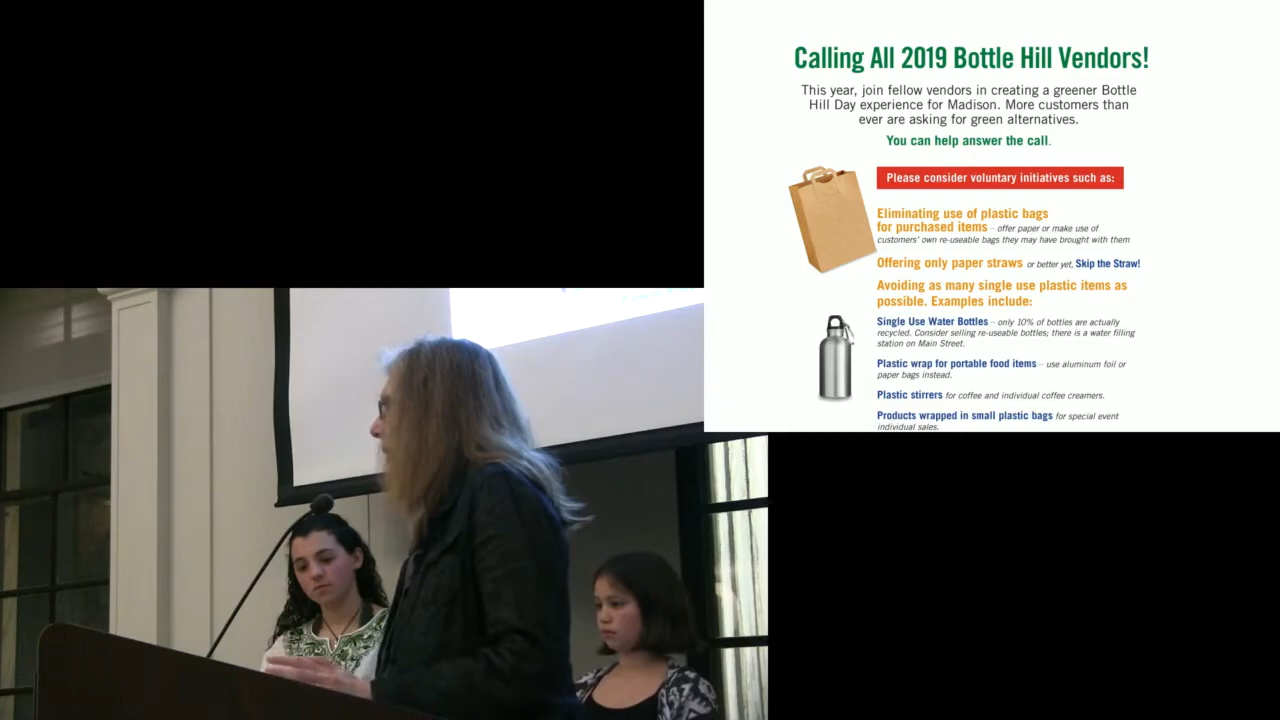 Calling All 2019 Bottle Hill Vendors!
This year, join fellow vendors in creating a greener Bottle
Hill Day experience for Madison. More customers than
ever are asking for green alternatives.
You can help answer the call.
Please consider voluntary initiatives such as:
Eliminating use of plastic bags
for purchased items – offer paper or make use of
customers' own re-useable bags they may have brought with them
Offering only paper straws or better yet, Skip the Straw!
Avoiding as many single use plastic items as
possible. Examples include:
Single Use Water Bottles – only 10% of bottles are actually
recycled. Consider selling re-useable bottles; there is a water filling
station on Main Street.
Plastic wrap for portable food items – use aluminum foil or
paper bags instead.
Plastic stirrers for coffee and individual coffee creamers.
Products wrapped in small plastic bags for special event
individual sales.